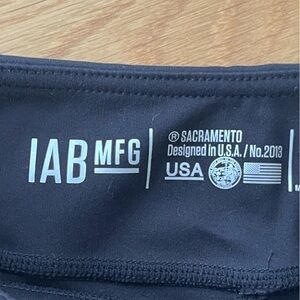 IAB MFG
® SACRAMENTO
Designed in U.S.A. / No.2018
USA
M